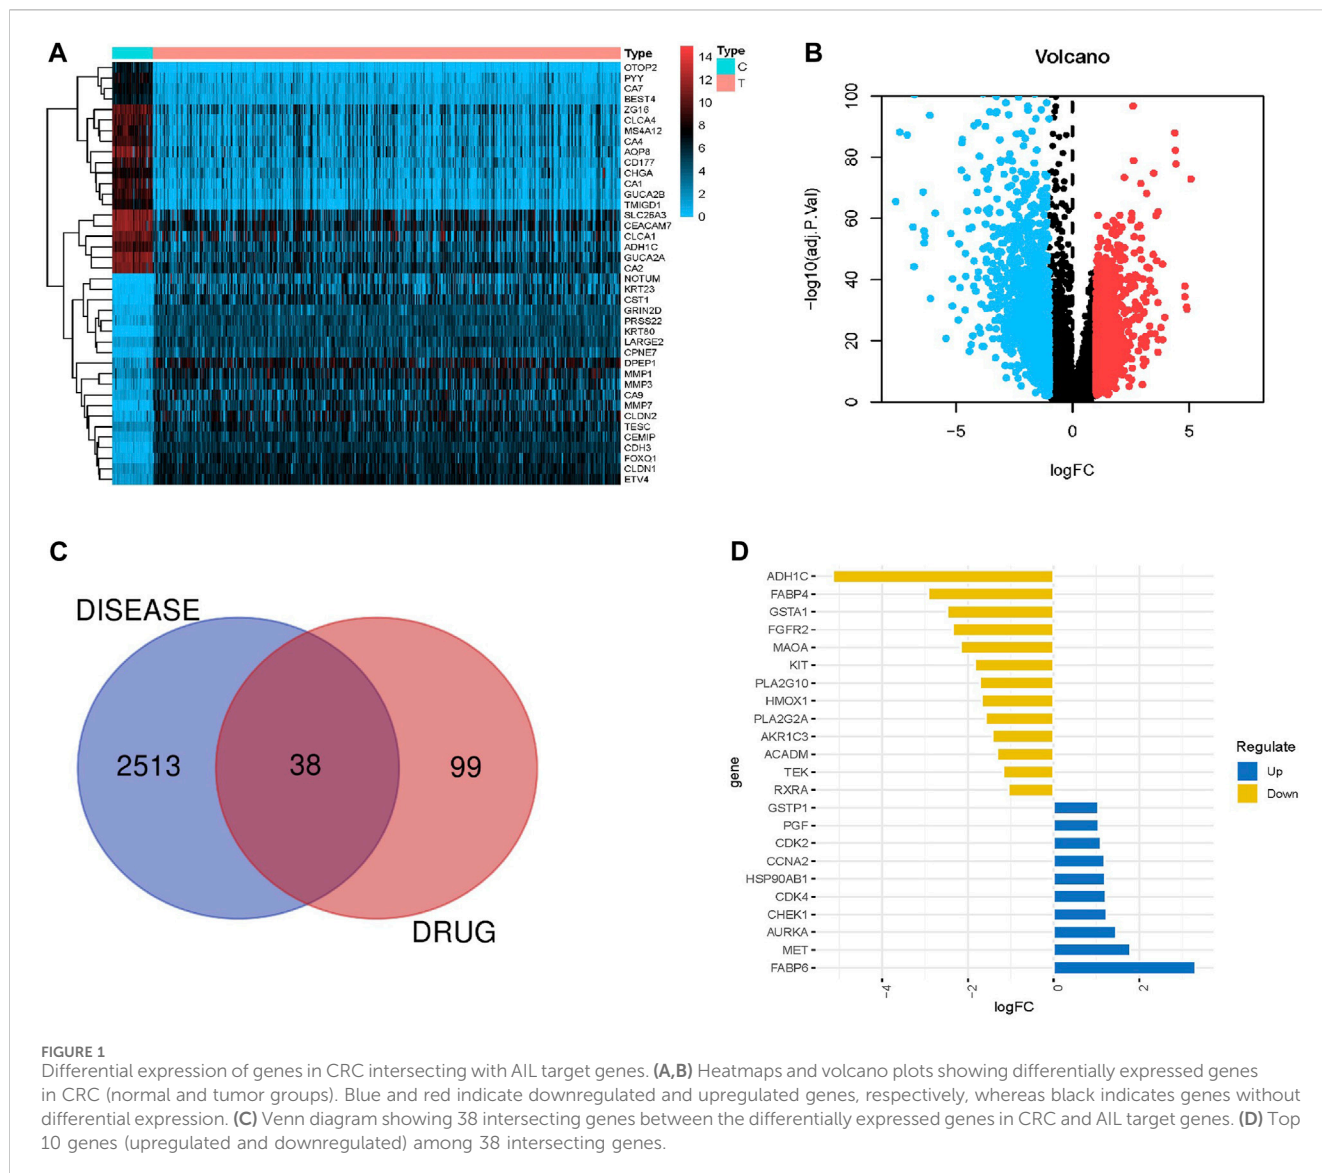 A
Type
OTOP2
PYY
CA7
BEST4
ZG16
CLCA4
MS4A12
CA4
AQP8
CD177
CHGA
CA1
GUCA2B
TMIGD1
SLC26A3
CEACAM7
CLCA1
ADH1C
GUCA2A
CA2
NOTUM
KRT23
CST1
GRIN2D
PRSS22
KRT80
LARGE2
CPNE7
DPEP1
MMP1
MMP3
CA9
MMP7
CLDN2
TESC
CEMIP
CDH3
FOXQ1
CLDN1
ETV4
14
12
10
8
6
4
2
0
Type
C
T
B
Volcano
100
80
60
40
20
0
−log10(adj.P.Val)
−5
0
5
logFC
C
DISEASE
2513
38
99
DRUG
D
ADH1C
FABP4
GSTA1
FGFR2
MAOA
KIT
PLA2G10
HMOX1
PLA2G2A
AKR1C3
ACADM
TEK
RXRA
GSTP1
PGF
CDK2
CCNA2
HSP90AB1
CDK4
CHEK1
AURKA
MET
FABP6
gene
−4
−2
0
2
logFC
Regulate
Up
Down
FIGURE 1
Differential expression of genes in CRC intersecting with AIL target genes. (A,B) Heatmaps and volcano plots showing differentially expressed genes
in CRC (normal and tumor groups). Blue and red indicate downregulated and upregulated genes, respectively, whereas black indicates genes without
differential expression. (C) Venn diagram showing 38 intersecting genes between the differentially expressed genes in CRC and AIL target genes. (D) Top
10 genes (upregulated and downregulated) among 38 intersecting genes.